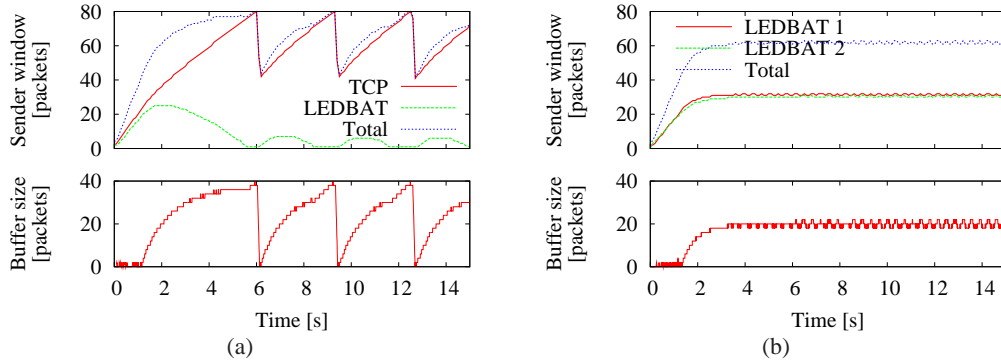 Sender window
[packets]
80
60
40
20
0
TCP
LEDBAT
Total
Buffer size
[packets]
40
20
0
0 2 4 6 8 10 12 14
Time [s]
(a)
Sender window
[packets]
80
60
40
20
0
LEDBAT 1
LEDBAT 2
Total
Buffer size
[packets]
40
20
0
0 2 4 6 8 10 12 14
Time [s]
(b)